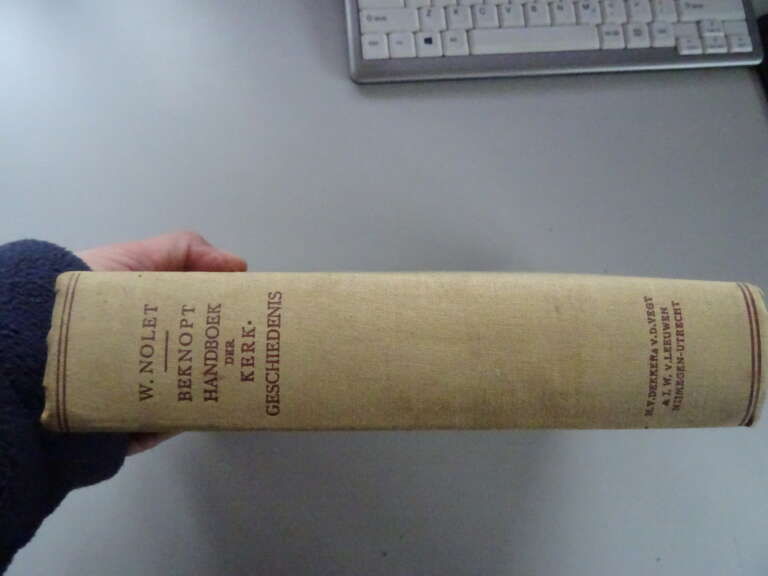 W. NOLET
BEKNOPT
HANDBOEK
DER
KERK-
GESCHIEDENIS
N.V. DEKKER & V.D. VEGT
& J. W. V. LEEUWEN
NIJMEGEN-UTRECHT